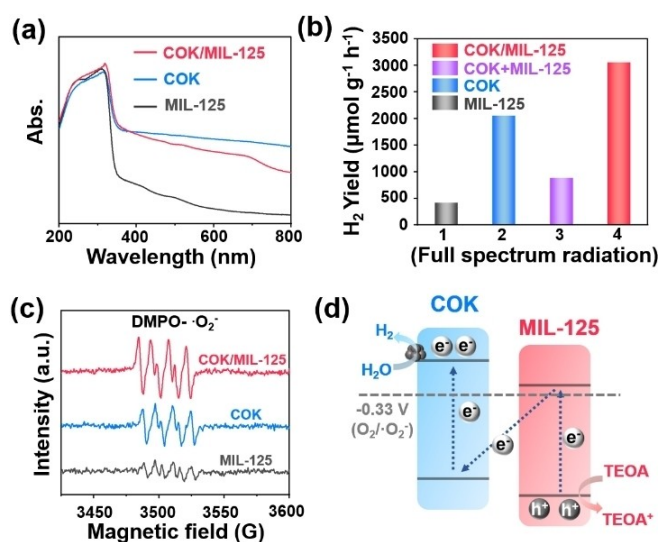 (a)
COK/MIL-125
COK
MIL-125
Abs.
200 400 600 800
Wavelength (nm)
(b)
COK/MIL-125
COK+MIL-125
COK
MIL-125
H₂ Yield (μmol g⁻¹ h⁻¹)
4000
3500
3000
2500
2000
1500
1000
500
0
1 2 3 4
(Full spectrum radiation)
(c)
DMPO- ·O₂⁻
COK/MIL-125
COK
MIL-125
Intensity (a.u.)
3450 3500 3550 3600
Magnetic field (G)
(d)
COK
MIL-125
H₂
H₂O
e⁻ e⁻
-0.33 V
(O₂/·O₂⁻)
e⁻
e⁻
e⁻
TEOA
h⁺ h⁺
TEOA⁺